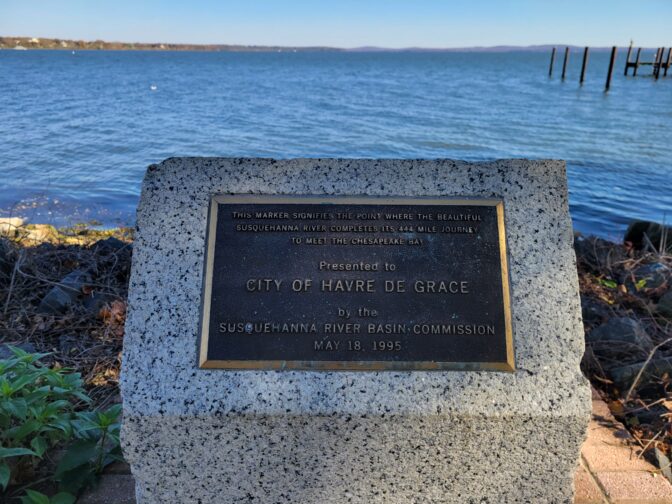 THIS MARKER SIGNIFIES THE POINT WHERE THE BEAUTIFUL
SUSQUEHANNA RIVER COMPLETES ITS 444 MILE JOURNEY
TO MEET THE CHESAPEAKE BAY
Presented to
CITY OF HAVRE DE GRACE
by the
SUSQUEHANNA RIVER BASIN COMMISSION
MAY 18, 1995